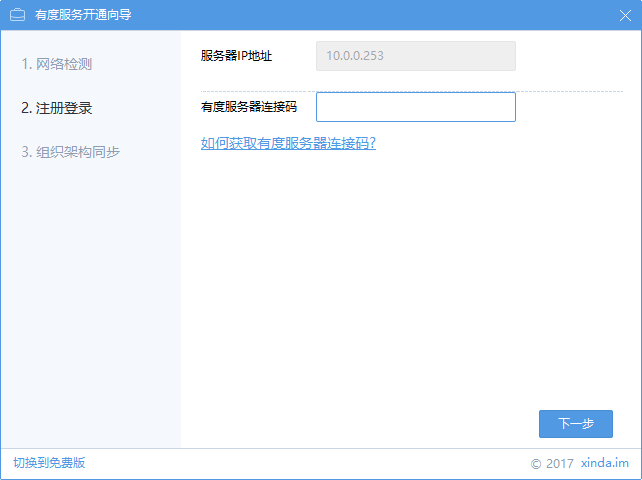 有度服务开通向导
1. 网络检测
2. 注册登录
3. 组织架构同步
服务器IP地址 10.0.0.253
有度服务器连接码
如何获取有度服务器连接码?
下一步
切换到免费版 © 2017 xinda.im